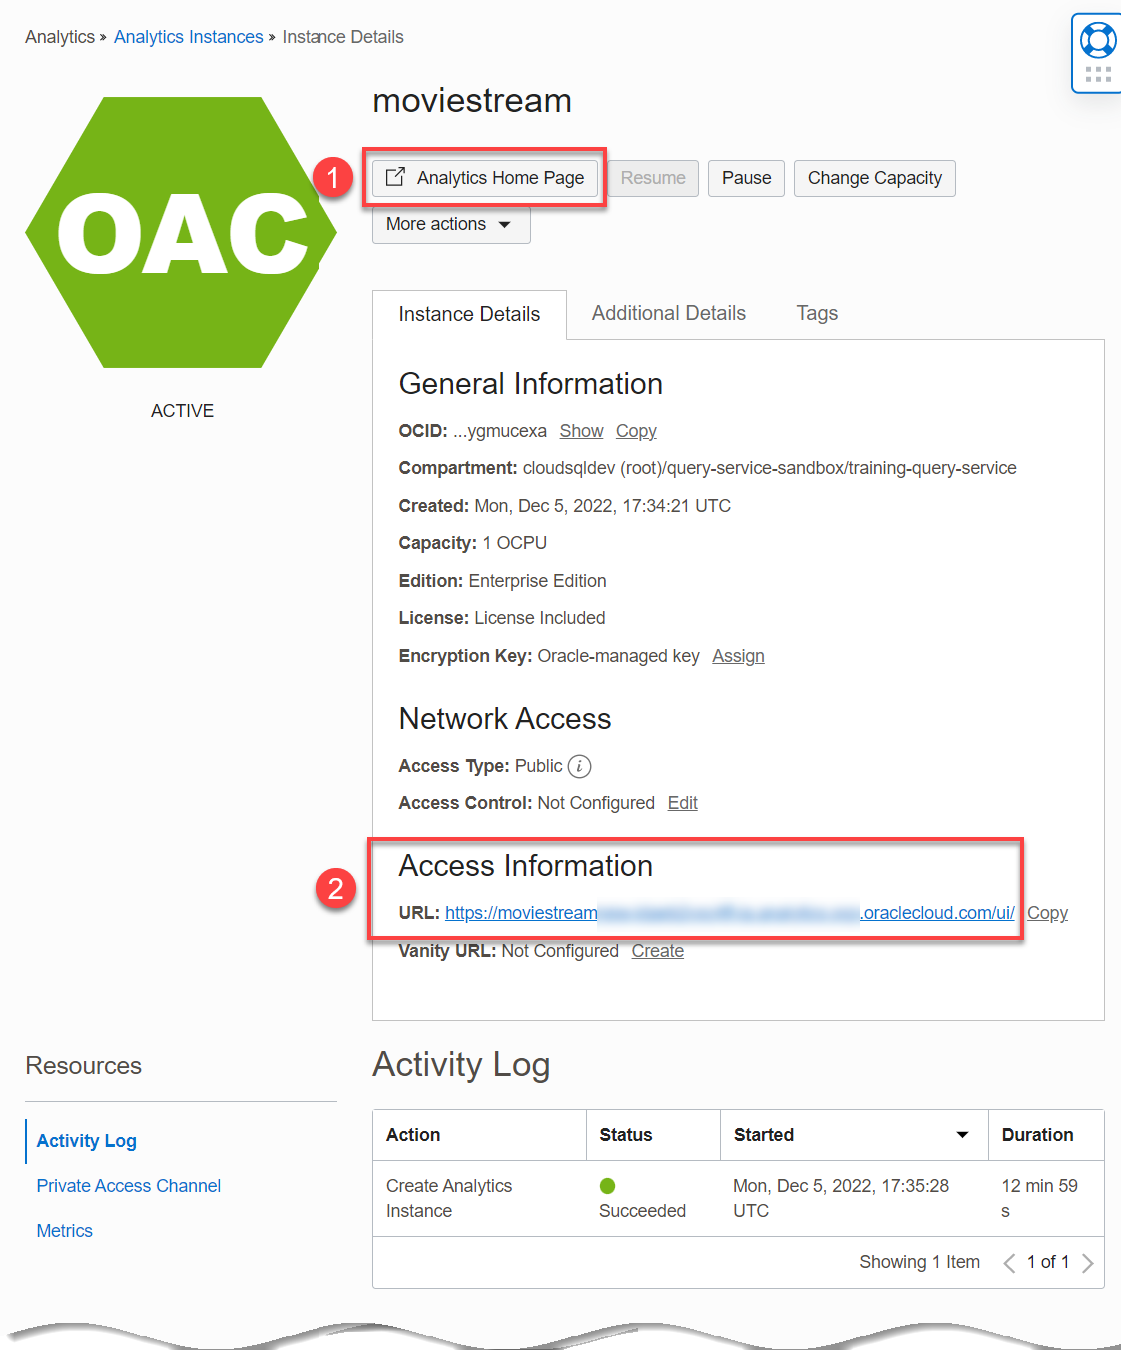 Analytics » Analytics Instances » Instance Details
OAC
ACTIVE
moviestream
1
Analytics Home Page Resume Pause Change Capacity
More actions
Instance Details Additional Details Tags
General Information
OCID: ...ygmucexa Show Copy
Compartment: cloudsqldev (root)/query-service-sandbox/training-query-service
Created: Mon, Dec 5, 2022, 17:34:21 UTC
Capacity: 1 OCPU
Edition: Enterprise Edition
License: License Included
Encryption Key: Oracle-managed key Assign
Network Access
Access Type: Public i
Access Control: Not Configured Edit
2
Access Information
URL: https://moviestream .oraclecloud.com/ui/ Copy
Vanity URL: Not Configured Create
Resources
Activity Log
Private Access Channel
Metrics
Activity Log
Action Status Started Duration
Create Analytics Instance Succeeded Mon, Dec 5, 2022, 17:35:28 UTC 12 min 59 s
Showing 1 Item 1 of 1